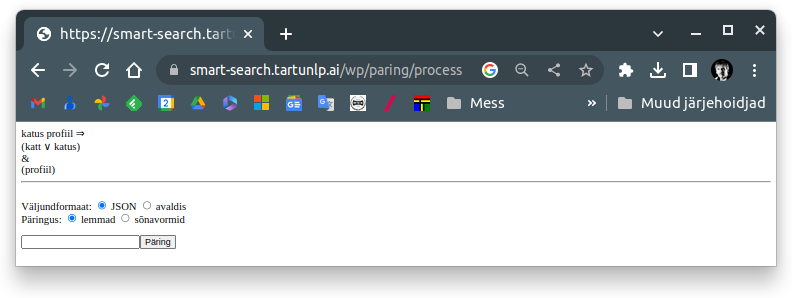 https://smart-search.tart
smart-search.tartunlp.ai/wp/paring/process
Mess
»
Muud järjehoidjad
katus profiil ⇒
(katt ∨ katus)
&
(profiil)
Väljundformaat: JSON avaldis
Päringus: lemmad sõnavormid
Päring